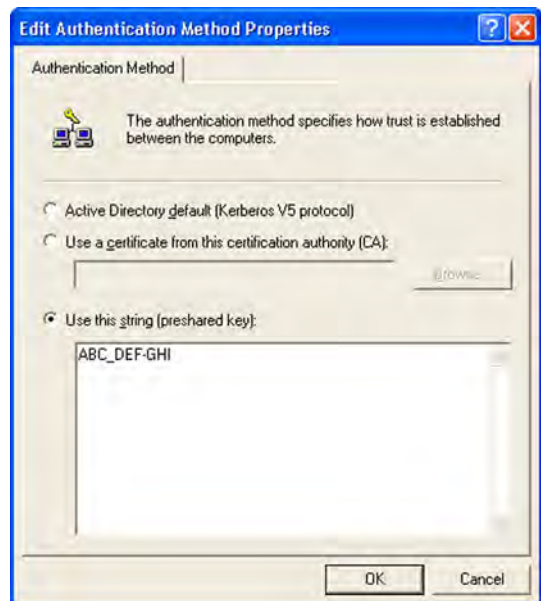 Edit Authentication Method Properties
Authentication Method
The authentication method specifies how trust is established
between the computers.
Active Directory default (Kerberos V5 protocol)
Use a certificate from this certification authority (CA):
Browse...
Use this string (preshared key):
ABC_DEF-GHI
OK Cancel